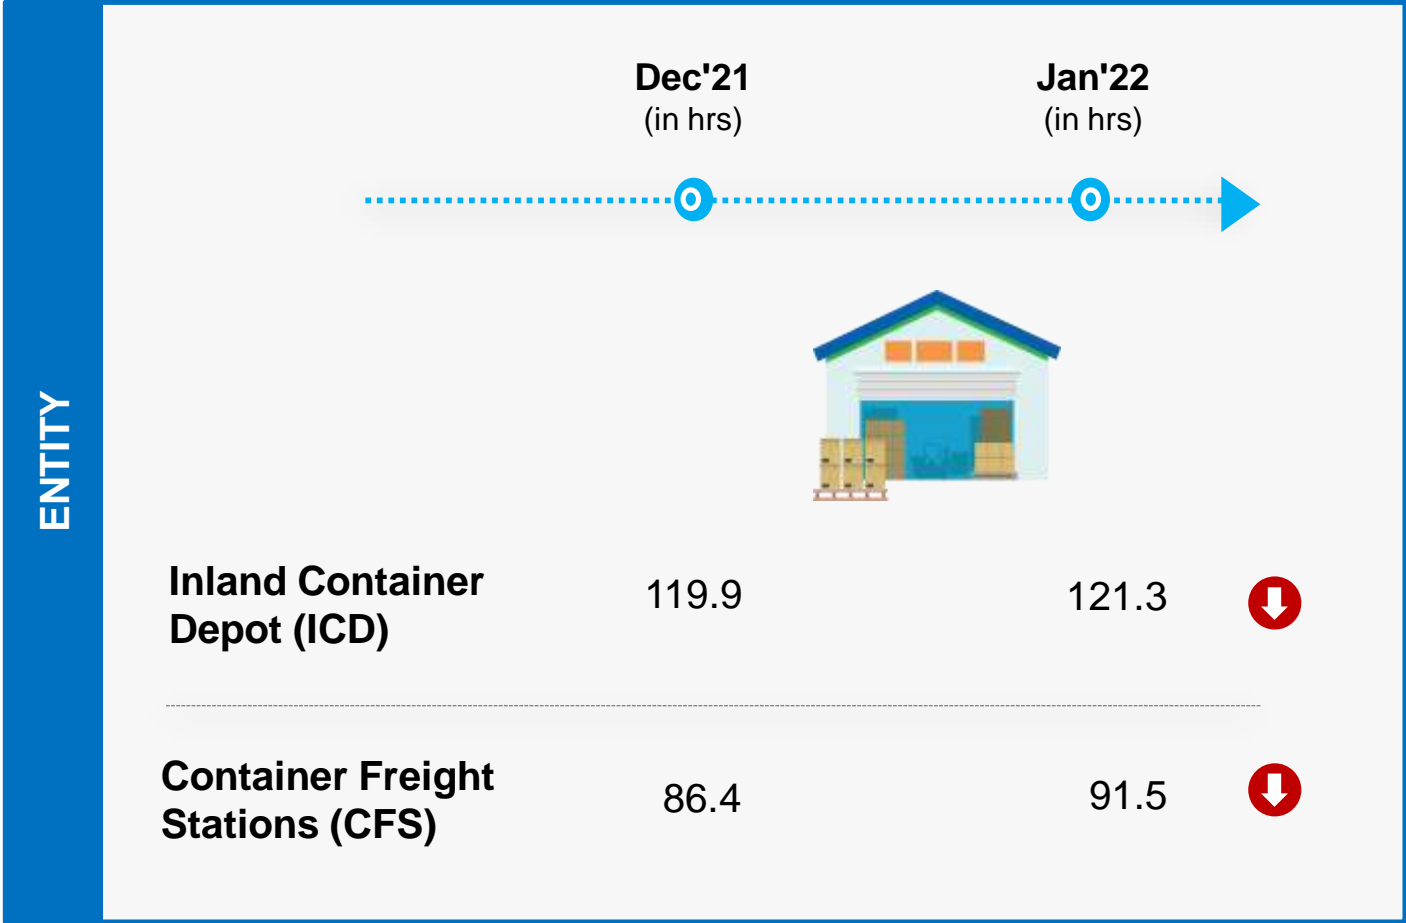 ENTITY
Dec'21
(in hrs)
Jan'22
(in hrs)
Inland Container
Depot (ICD)
119.9
121.3
Container Freight
Stations (CFS)
86.4
91.5